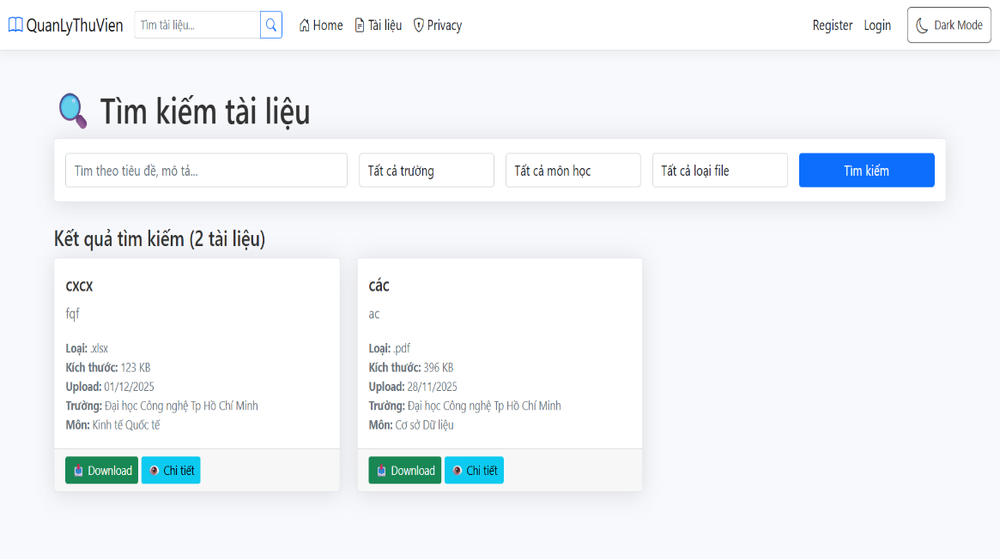 QuanLyThuVien Tìm tài liệu... Home Tài liệu Privacy Register Login Dark Mode
Tìm kiếm tài liệu
Tìm theo tiêu đề, mô tả... Tất cả trường Tất cả môn học Tất cả loại file Tìm kiếm
Kết quả tìm kiếm (2 tài liệu)
cxcx
fqf
Loại: .xlsx
Kích thước: 123 KB
Upload: 01/12/2025
Trường: Đại học Công nghệ Tp Hồ Chí Minh
Môn: Kinh tế Quốc tế
Download Chi tiết
các
ac
Loại: .pdf
Kích thước: 396 KB
Upload: 28/11/2025
Trường: Đại học Công nghệ Tp Hồ Chí Minh
Môn: Cơ sở Dữ liệu
Download Chi tiết